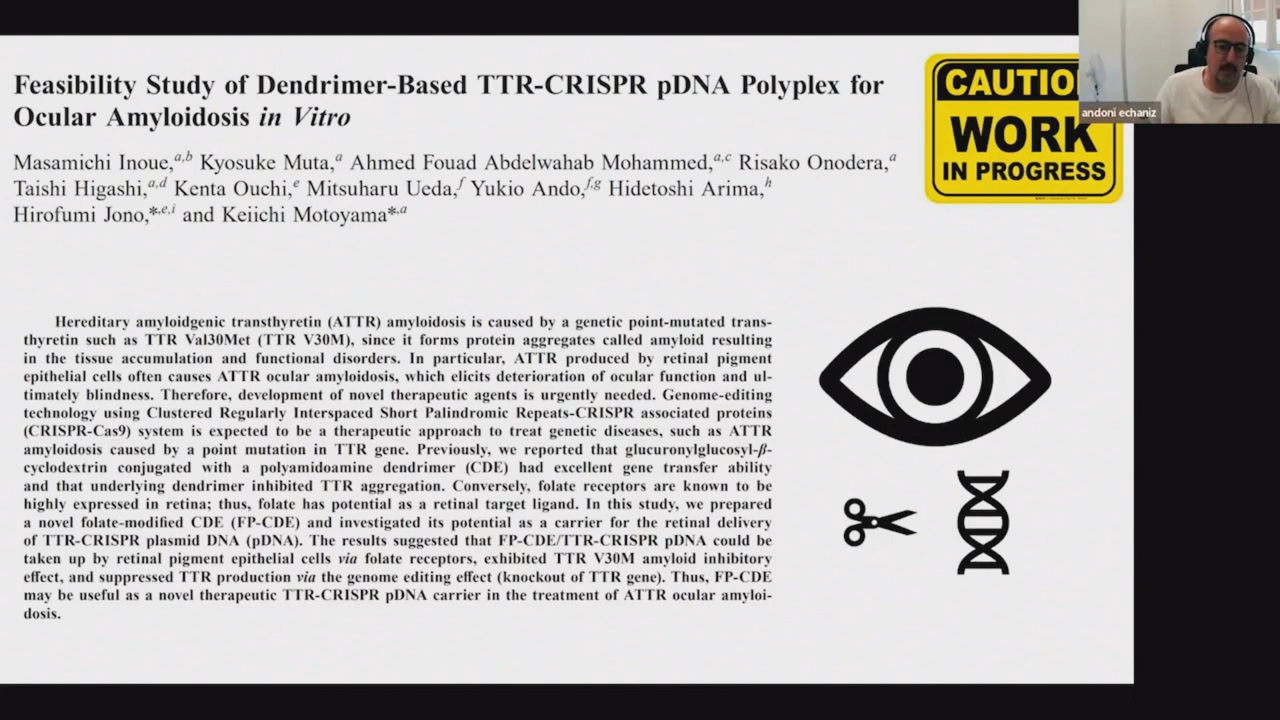 Feasibility Study of Dendrimer-Based TTR-CRISPR pDNA Polyplex for
Ocular Amyloidosis in Vitro
Masamichi Inoue,a,b Kyosuke Muta,a Ahmed Fouad Abdelwahab Mohammed,a,c Risako Onodera,a
Taishi Higashi,a,d Kenta Ouchi,e Mitsuharu Ueda,f Yukio Ando,f,g Hidetoshi Arima,h
Hirofumi Jono,*,e,i and Keiichi Motoyama*,a
CAUTIO
WORK
IN PROGRESS
andoni echaniz
Hereditary amyloidgenic transthyretin (ATTR) amyloidosis is caused by a genetic point-mutated trans-
thyretin such as TTR Val30Met (TTR V30M), since it forms protein aggregates called amyloid resulting
in the tissue accumulation and functional disorders. In particular, ATTR produced by retinal pigment
epithelial cells often causes ATTR ocular amyloidosis, which elicits deterioration of ocular function and ul-
timately blindness. Therefore, development of novel therapeutic agents is urgently needed. Genome-editing
technology using Clustered Regularly Interspaced Short Palindromic Repeats-CRISPR associated proteins
(CRISPR-Cas9) system is expected to be a therapeutic approach to treat genetic diseases, such as ATTR
amyloidosis caused by a point mutation in TTR gene. Previously, we reported that glucuronylglucosyl-β-
cyclodextrin conjugated with a polyamidoamine dendrimer (CDE) had excellent gene transfer ability
and that underlying dendrimer inhibited TTR aggregation. Conversely, folate receptors are known to be
highly expressed in retina; thus, folate has potential as a retinal target ligand. In this study, we prepared
a novel folate-modified CDE (FP-CDE) and investigated its potential as a carrier for the retinal delivery
of TTR-CRISPR plasmid DNA (pDNA). The results suggested that FP-CDE/TTR-CRISPR pDNA could be
taken up by retinal pigment epithelial cells via folate receptors, exhibited TTR V30M amyloid inhibitory
effect, and suppressed TTR production via the genome editing effect (knockout of TTR gene). Thus, FP-CDE
may be useful as a novel therapeutic TTR-CRISPR pDNA carrier in the treatment of ATTR ocular amyloi-
dosis.